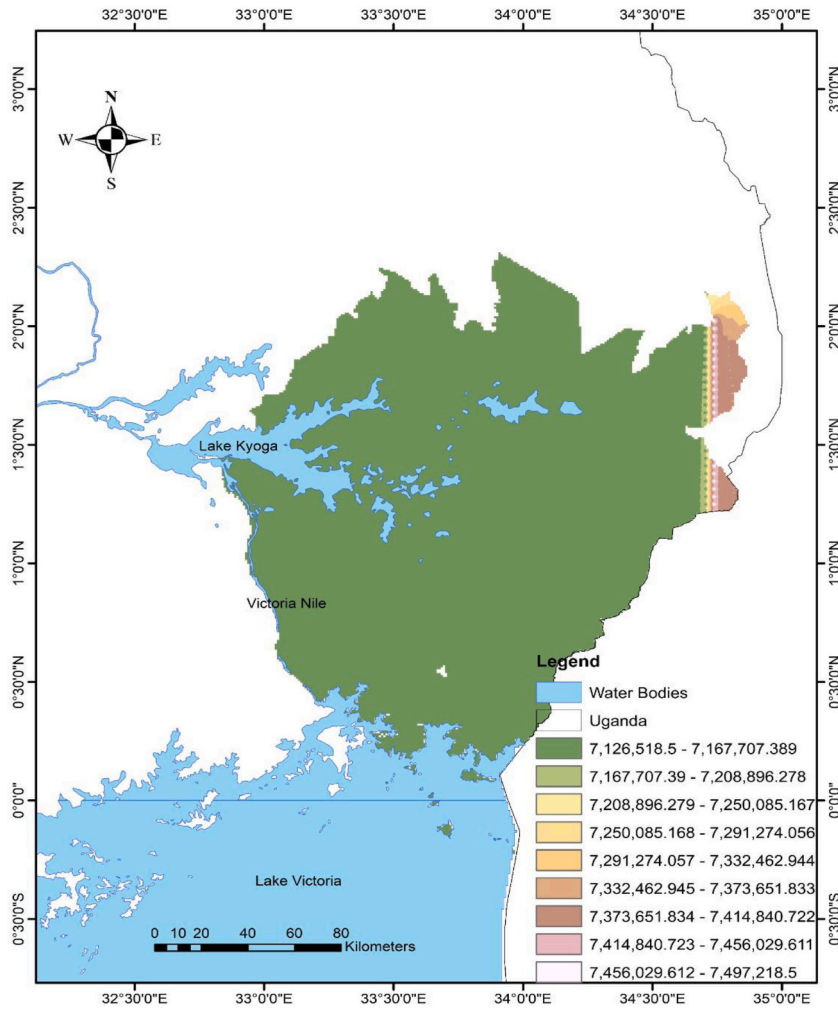 32°30'0"E 33°0'0"E 33°30'0"E 34°0'0"E 34°30'0"E 35°0'0"E
3°0'0"N 3°0'0"N
N
W E
S
2°30'0"N 2°30'0"N
2°0'0"N 2°0'0"N
Lake Kyoga
1°30'0"N 1°30'0"N
1°0'0"N 1°0'0"N
Victoria Nile
0°30'0"N 0°30'0"N
Legend
Water Bodies
Uganda
7,126,518.5 - 7,167,707.389
7,167,707.39 - 7,208,896.278
7,208,896.279 - 7,250,085.167
7,250,085.168 - 7,291,274.056
7,291,274.057 - 7,332,462.944
7,332,462.945 - 7,373,651.833
7,373,651.834 - 7,414,840.722
7,414,840.723 - 7,456,029.611
7,456,029.612 - 7,497,218.5
0°0'0" 0°0'0"
Lake Victoria
0°30'0"S 0°30'0"S
0 10 20 40 60 80
Kilometers
32°30'0"E 33°0'0"E 33°30'0"E 34°0'0"E 34°30'0"E 35°0'0"E